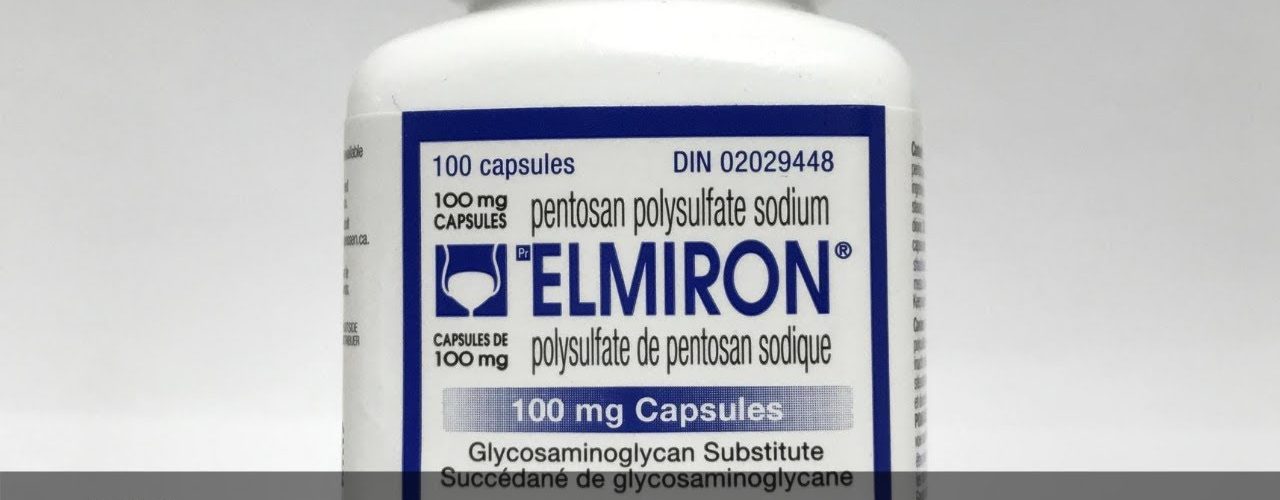 100 capsules DIN 02029448
100 mg
CAPSULES
pentosan polysulfate sodium
Pr ELMIRON®
CAPSULES DE
100 mg
polysulfate de pentosan sodique
100 mg Capsules
Glycosaminoglycan Substitute
Succédané de glycosaminoglycane